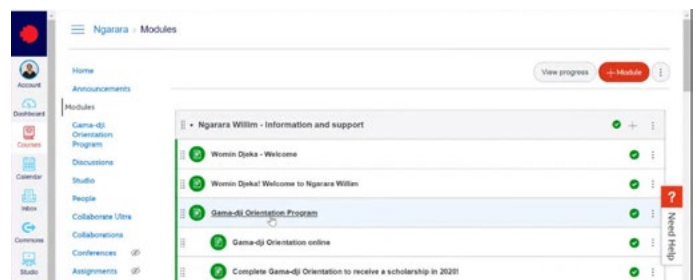 Ngarara › Modules
Account
Dashboard
Courses
Calendar
Inbox
Commons
Studio
Home
Announcements
Modules
Gama-dji
Orientation
Program
Discussions
Studio
People
Collaborate Ultra
Collaborations
Conferences
Assignments
View progress
+ Module
Ngarara Willim - Information and support
Womin Djeka - Welcome
Womin Djeka! Welcome to Ngarara Willim
Gama-dji Orientation Program
Gama-dji Orientation online
Complete Gama-dji Orientation to receive a scholarship in 2020!
? Need Help